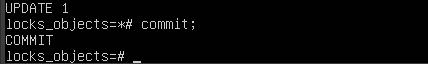 UPDATE 1
locks_objects=*# commit;
COMMIT
locks_objects=# _